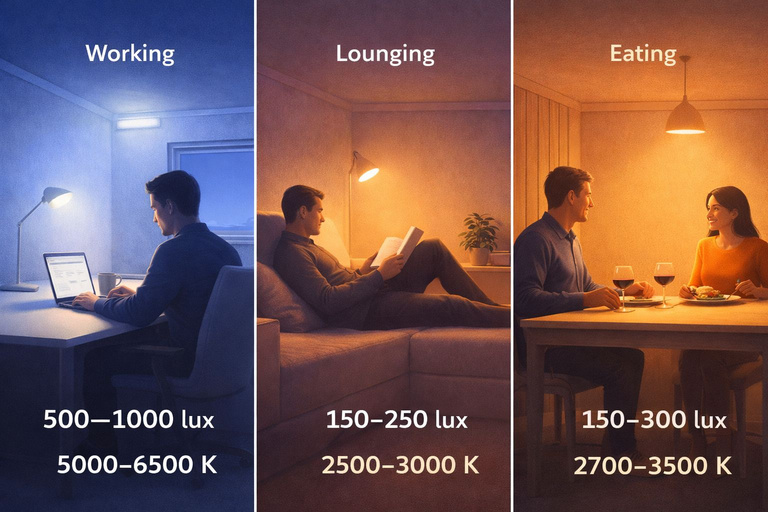 Working
500—1000 lux
5000–6500 K
Lounging
150–250 lux
2500–3000 K
Eating
150–300 lux
2700–3500 K